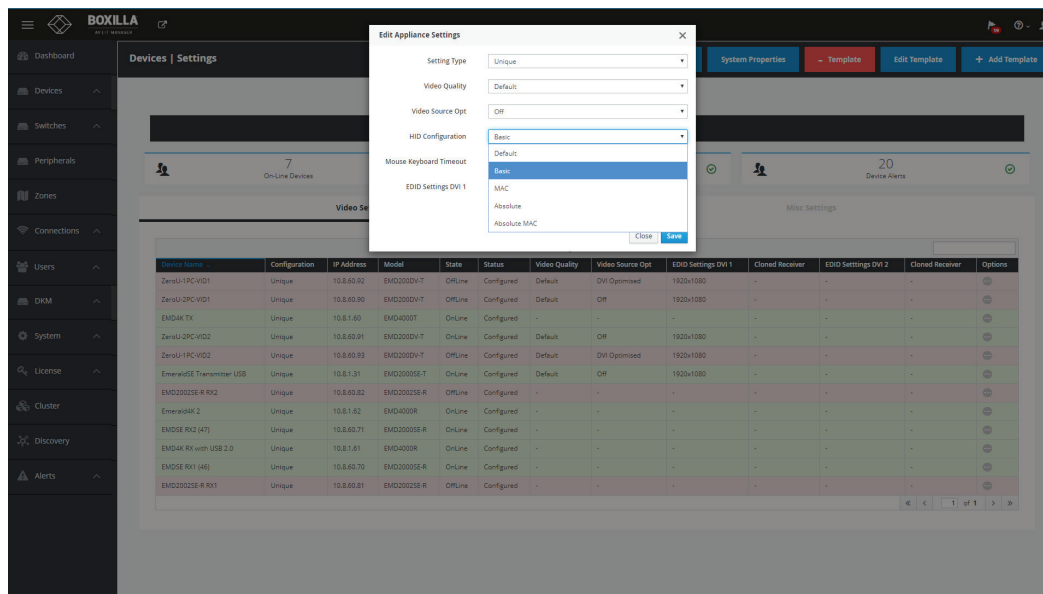 BOXILLA
Edit Appliance Settings
Dashboard
Devices | Settings
System Properties
Template
Edit Template
+ Add Template
Setting Type
Unique
Video Quality
Default
Video Source Opt
Off
HID Configuration
Basic
Default
Basic
MAC
Absolute
Absolute MAC
Mouse Keyboard Timeout
EDID Settings DVI 1
Close
Save
Devices
Switches
Peripherals
Zones
Connections
Users
DKM
System
License
Cluster
Discovery
Alerts
7
On-Line Devices
20
Device Alerts
Video Se
Misc Settings
Device Name Configuration IP Address Model State Status Video Quality Video Source Opt EDID Settings DVI 1 Cloned Receiver EDID Setttings DVI 2 Cloned Receiver Options
ZeroU-1PC-VID1 Unique 10.8.60.92 EMD200DV-T OffLine Configured Default DVI Optimised 1920x1080 - - -
ZeroU-2PC-VID1 Unique 10.8.60.90 EMD200DV-T OffLine Configured Default Off 1920x1080 - - -
EMD4K TX Unique 10.8.1.60 EMD4000T OnLine Configured - - - - - -
ZeroU-2PC-VID2 Unique 10.8.60.91 EMD200DV-T OnLine Configured Default Off 1920x1080 - - -
ZeroU-1PC-VID2 Unique 10.8.60.93 EMD200DV-T OffLine Configured Default DVI Optimised 1920x1080 - - -
EmeraldSE Transmitter USB Unique 10.8.1.31 EMD2000SE-T OnLine Configured Default Off 1920x1080 - - -
EMD2002SE-R RX2 Unique 10.8.60.82 EMD2002SE-R OffLine Configured - - - - - -
Emerald4K 2 Unique 10.8.1.62 EMD4000R OnLine Configured - - - - - -
EMDSE RX2 (47) Unique 10.8.60.71 EMD2000SE-R OnLine Configured - - - - - -
EMD4K RX with USB 2.0 Unique 10.8.1.61 EMD4000R OnLine Configured - - - - - -
EMDSE RX1 (46) Unique 10.8.60.70 EMD2000SE-R OnLine Configured - - - - - -
EMD2002SE-R RX1 Unique 10.8.60.81 EMD2002SE-R OffLine Configured - - - - - -
1 of 1